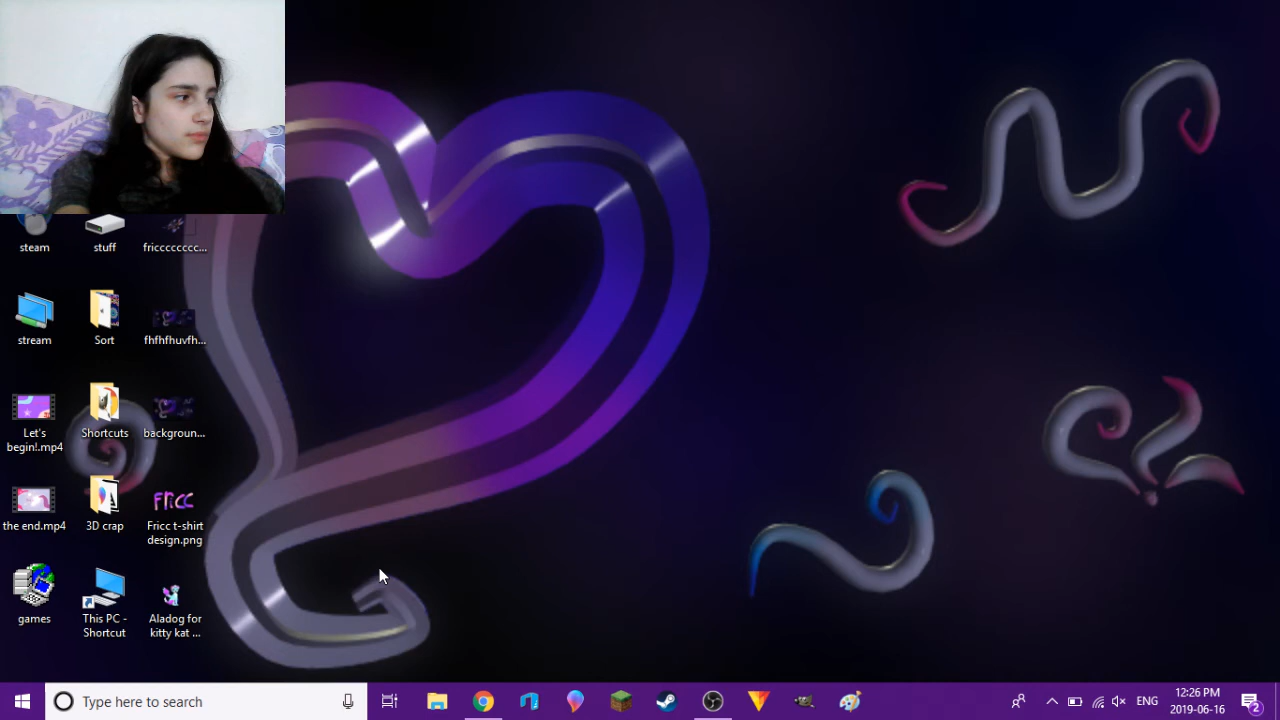 steam
stuff
friccccccccc...
stream
Sort
fhfhfhuvfh...
Let's
begin!.mp4
Shortcuts
backgroun...
the end.mp4
3D crap
Fricc
Fricc t-shirt
design.png
games
This PC -
Shortcut
Aladog for
kitty kat ...
Type here to search
ENG
12:26 PM
2019-06-16
2